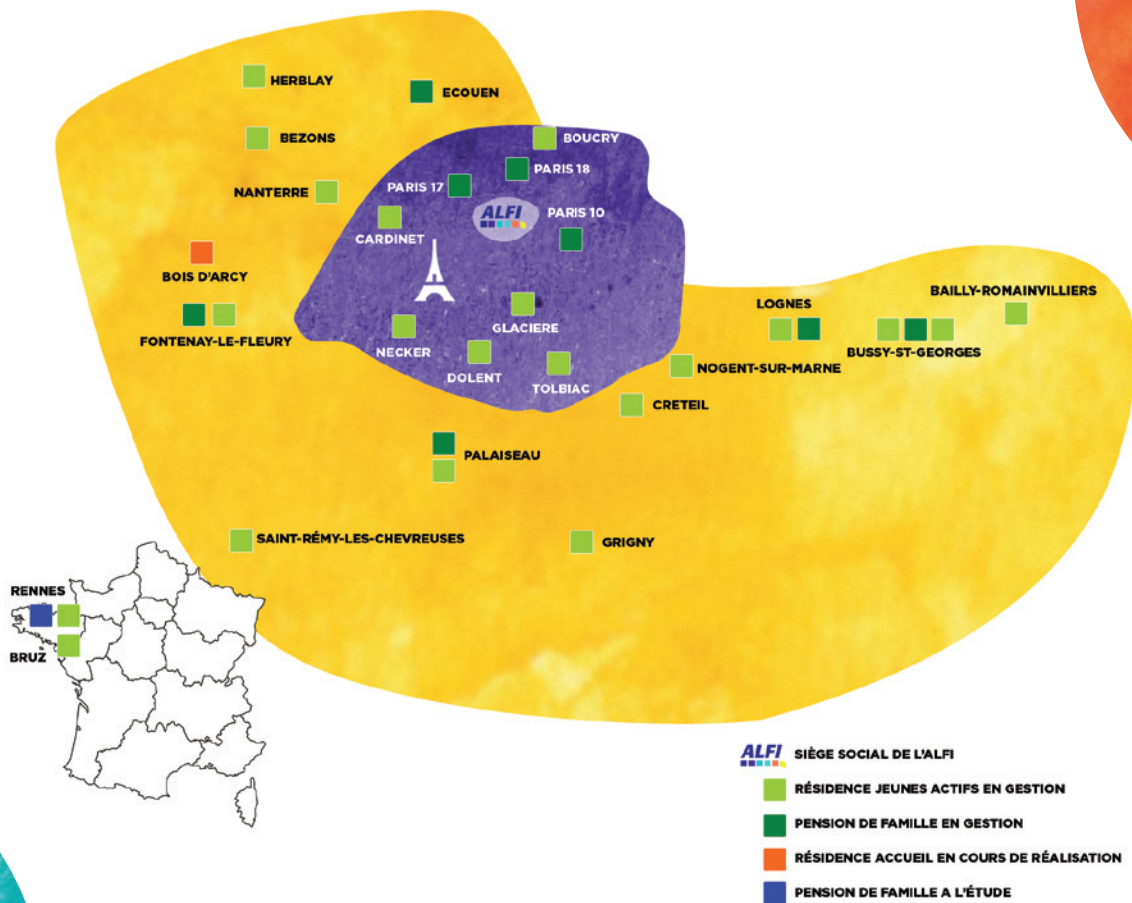 HERBLAY
ECOUEN
BEZONS
BOUCRY
PARIS 18
PARIS 17
NANTERRE
ALFI
PARIS 10
CARDINET
BOIS D'ARCY
BAILLY-ROMAINVILLIERS
LOGNES
GLACIERE
FONTENAY-LE-FLEURY
NECKER
BUSSY-ST-GEORGES
NOGENT-SUR-MARNE
DOLENT
TOLBIAC
CRETEIL
PALAISEAU
SAINT-RÉMY-LES-CHEVREUSES
GRIGNY
RENNES
BRUZ
ALFI SIÈGE SOCIAL DE L'ALFI
RÉSIDENCE JEUNES ACTIFS EN GESTION
PENSION DE FAMILLE EN GESTION
RÉSIDENCE ACCUEIL EN COURS DE RÉALISATION
PENSION DE FAMILLE A L'ÉTUDE